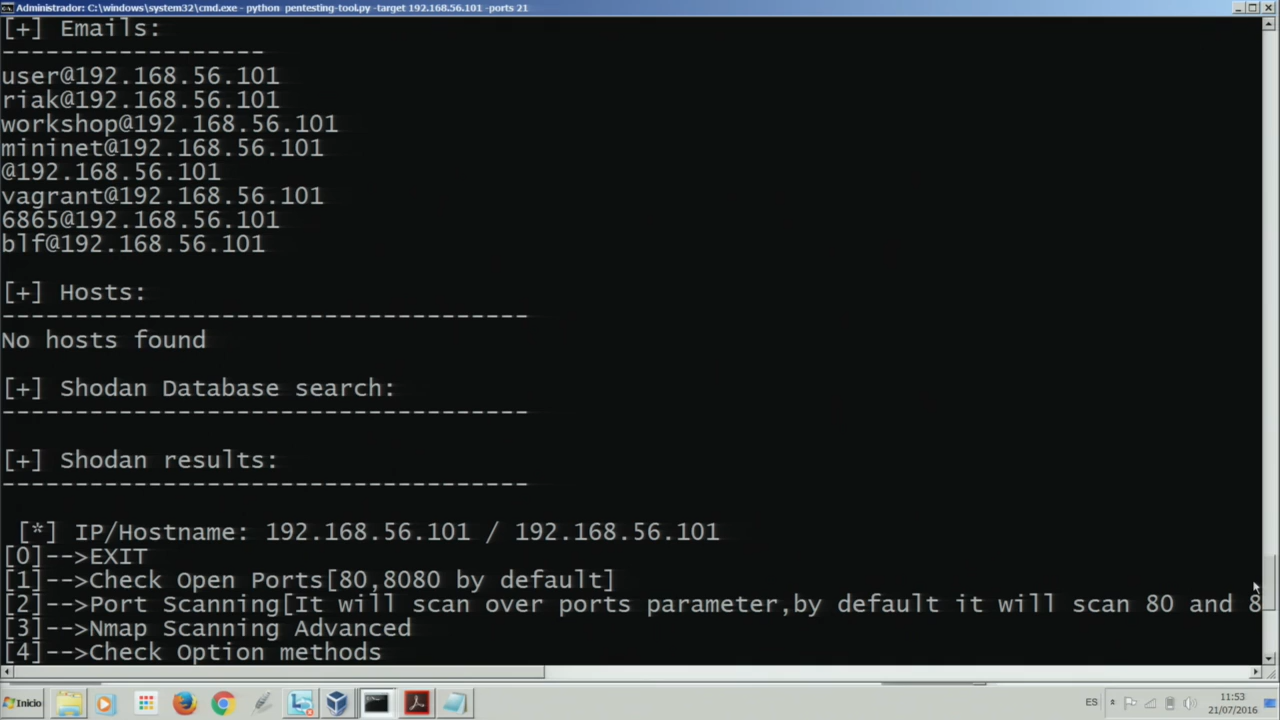 Administrador: C:\windows\system32\cmd.exe - python pentesting-tool.py -target 192.168.56.101 -ports 21
[+] Emails:
------------------
user@192.168.56.101
riak@192.168.56.101
workshop@192.168.56.101
mininet@192.168.56.101
@192.168.56.101
vagrant@192.168.56.101
6865@192.168.56.101
blf@192.168.56.101
[+] Hosts:
------------------------------------
No hosts found
[+] Shodan Database search:
------------------------------------
[+] Shodan results:
------------------------------------
[*] IP/Hostname: 192.168.56.101 / 192.168.56.101
[0]-->EXIT
[1]-->Check Open Ports[80,8080 by default]
[2]-->Port Scanning[It will scan over ports parameter,by default it will scan 80 and 8
[3]-->Nmap Scanning Advanced
[4]-->Check Option methods
Inicio
ES
11:53
21/07/2016